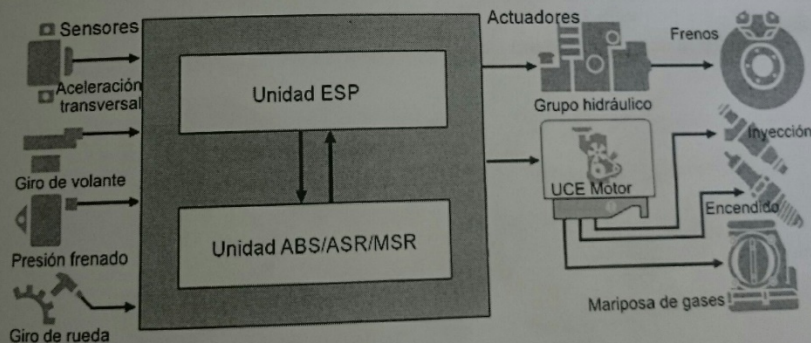 Sensores
Aceleración
transversal
Giro de volante
Presión frenado
Giro de rueda
Unidad ESP
Unidad ABS/ASR/MSR
Actuadores
Grupo hidráulico
Frenos
UCE Motor
Inyección
Encendido
Mariposa de gases